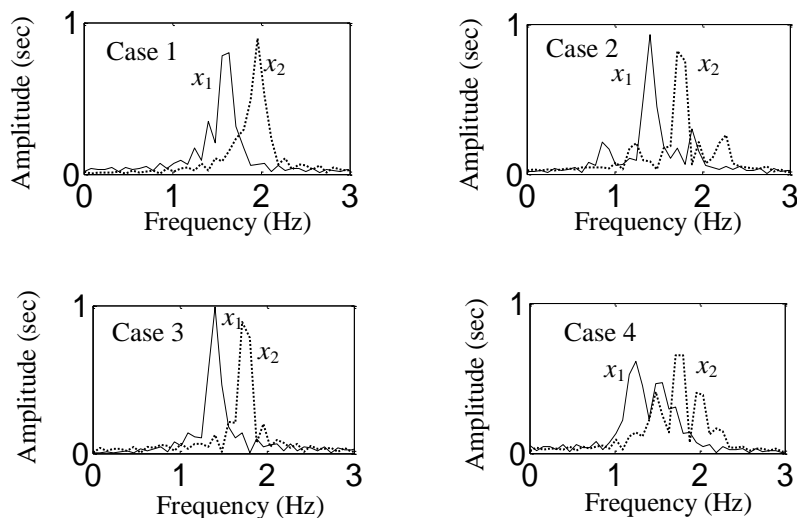 1
Case 1
x1
x2
Amplitude (sec)
0
0 1 2 3
Frequency (Hz)
1
Case 2
x1
x2
Amplitude (sec)
0
0 1 2 3
Frequency (Hz)
1
Case 3
x1
x2
Amplitude (sec)
0
0 1 2 3
Frequency (Hz)
1
Case 4
x1
x2
Amplitude (sec)
0
0 1 2 3
Frequency (Hz)